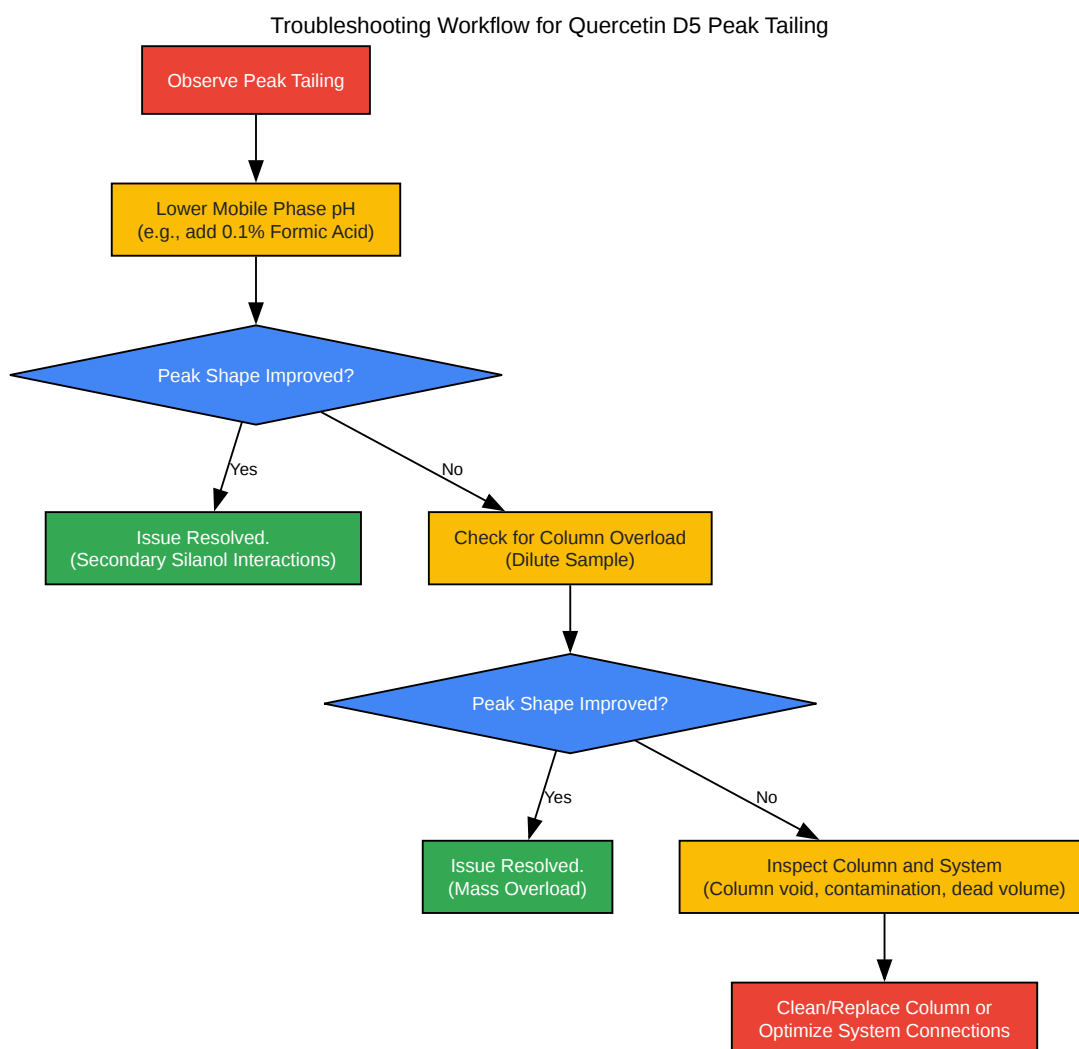 Troubleshooting Workflow for Quercetin D5 Peak Tailing
Observe Peak Tailing
Lower Mobile Phase pH
(e.g., add 0.1% Formic Acid)
Peak Shape Improved?
Yes
No
Issue Resolved.
(Secondary Silanol Interactions)
Check for Column Overload
(Dilute Sample)
Peak Shape Improved?
Yes
No
Issue Resolved.
(Mass Overload)
Inspect Column and System
(Column void, contamination, dead volume)
Clean/Replace Column or
Optimize System Connections